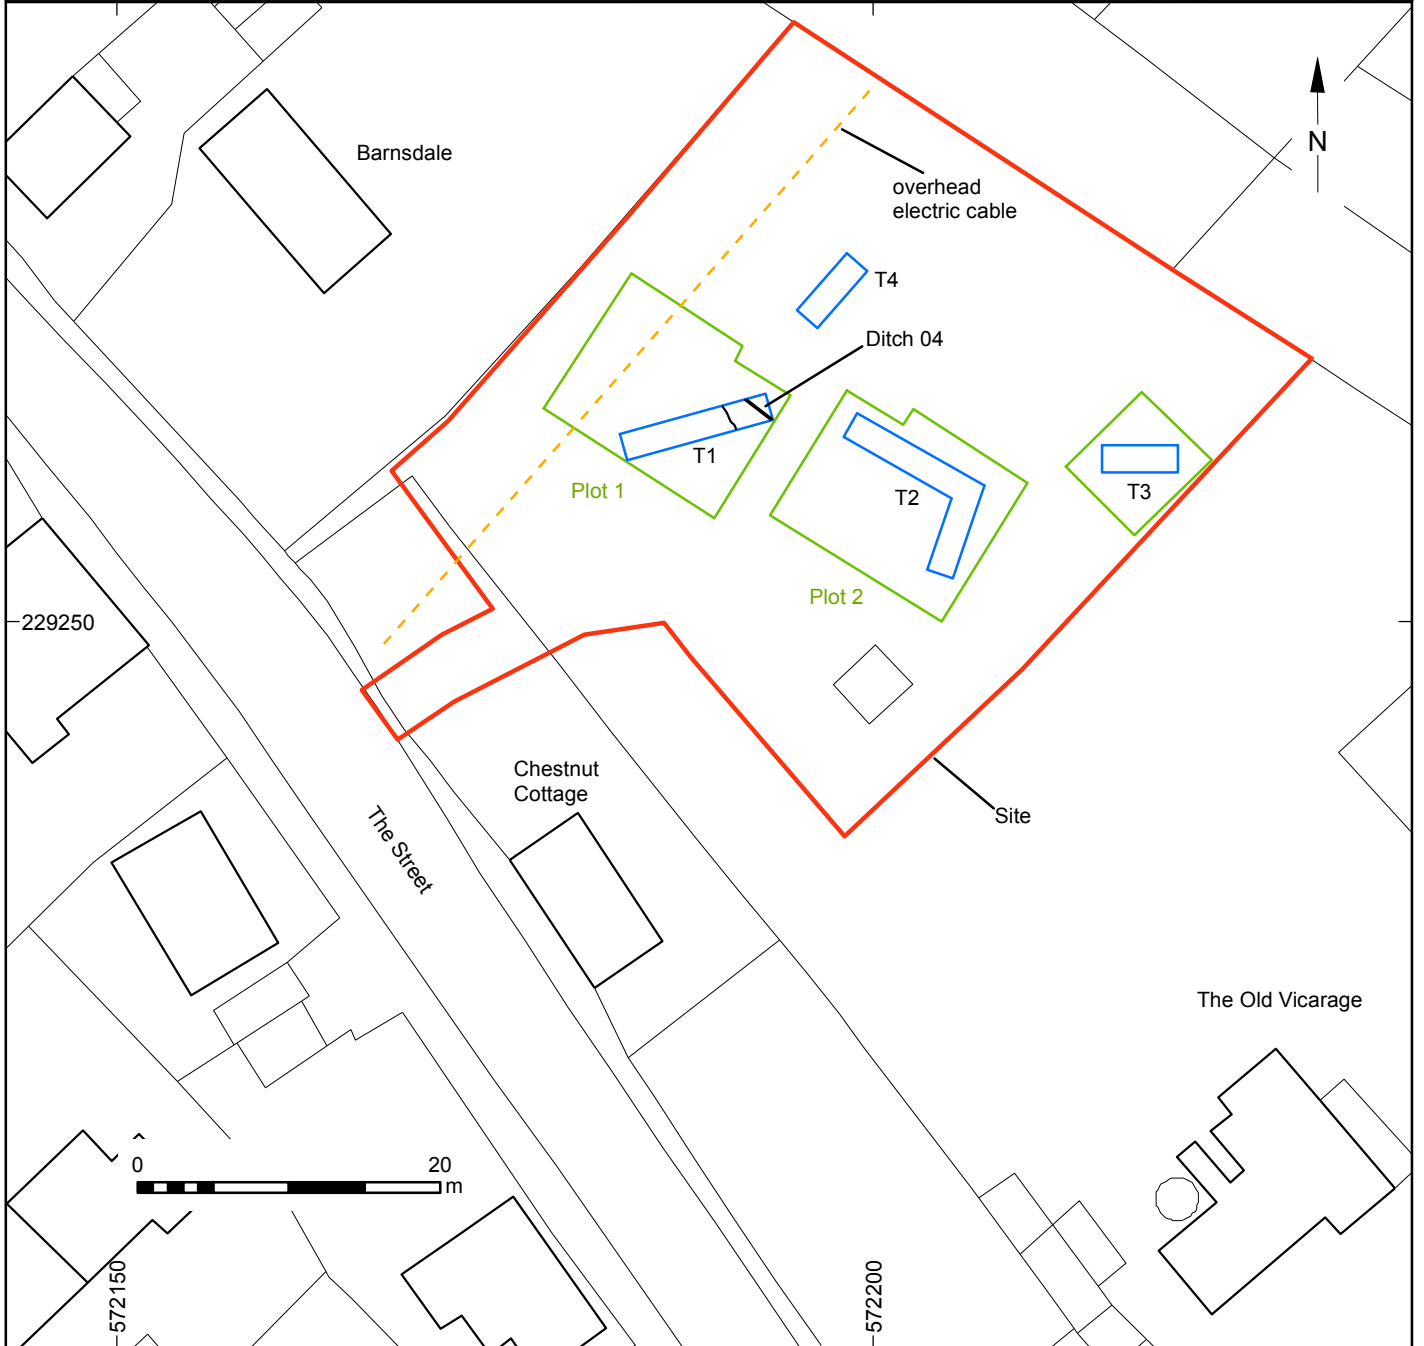 Barnsdale
N
overhead
electric cable
T4
Ditch 04
T1
Plot 1
T2
T3
Plot 2
229250
Chestnut
Cottage
The Street
Site
The Old Vicarage
0 20
m
572150
572200